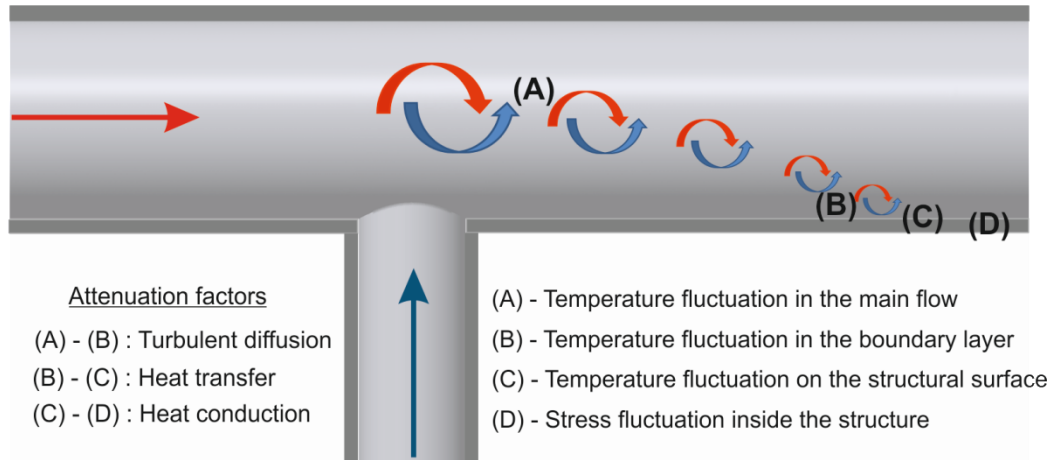 (A)
(B)
(C)
(D)
Attenuation factors
(A) - (B) : Turbulent diffusion
(B) - (C) : Heat transfer
(C) - (D) : Heat conduction
(A) - Temperature fluctuation in the main flow
(B) - Temperature fluctuation in the boundary layer
(C) - Temperature fluctuation on the structural surface
(D) - Stress fluctuation inside the structure